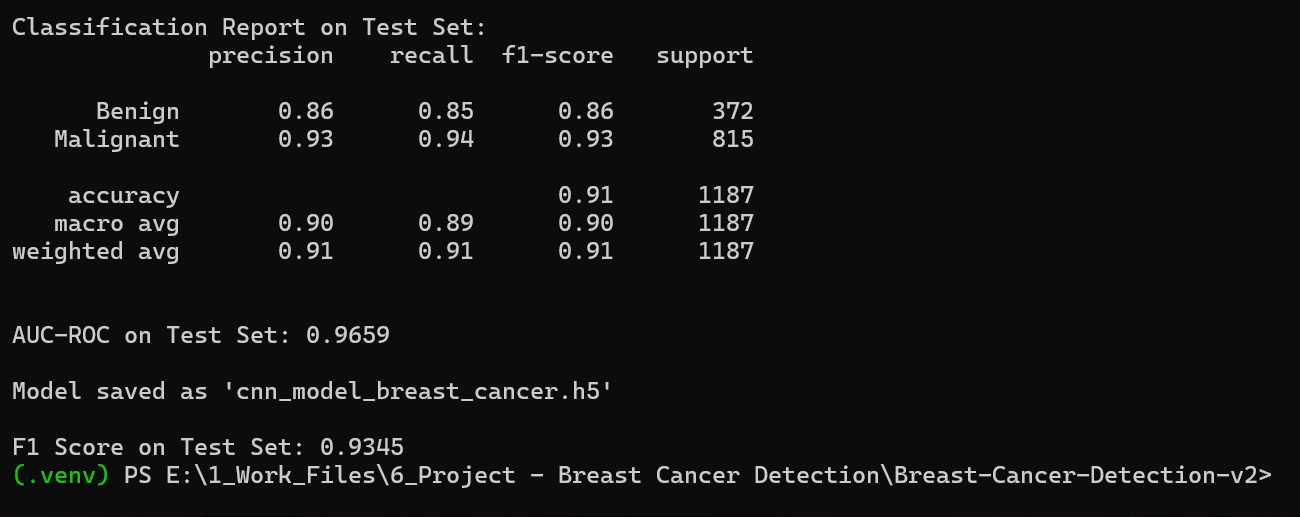 Classification Report on Test Set:
              precision    recall  f1-score   support

      Benign       0.86      0.85      0.86       372
   Malignant       0.93      0.94      0.93       815

    accuracy                           0.91      1187
   macro avg       0.90      0.89      0.90      1187
weighted avg       0.91      0.91      0.91      1187


AUC-ROC on Test Set: 0.9659

Model saved as 'cnn_model_breast_cancer.h5'

F1 Score on Test Set: 0.9345
(.venv) PS E:\1_Work_Files\6_Project - Breast Cancer Detection\Breast-Cancer-Detection-v2>